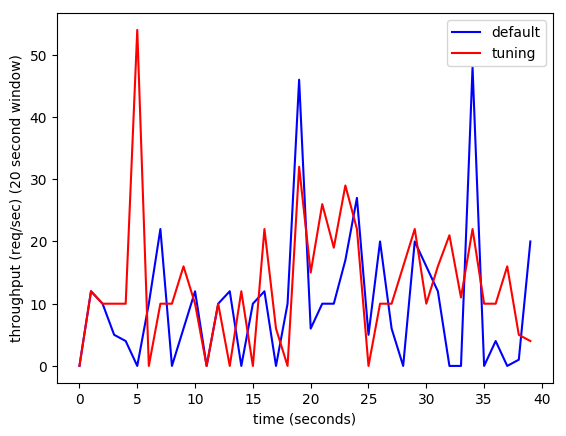 default
tuning
50
40
30
20
10
0
throughput (req/sec) (20 second window)
0 5 10 15 20 25 30 35 40
time (seconds)